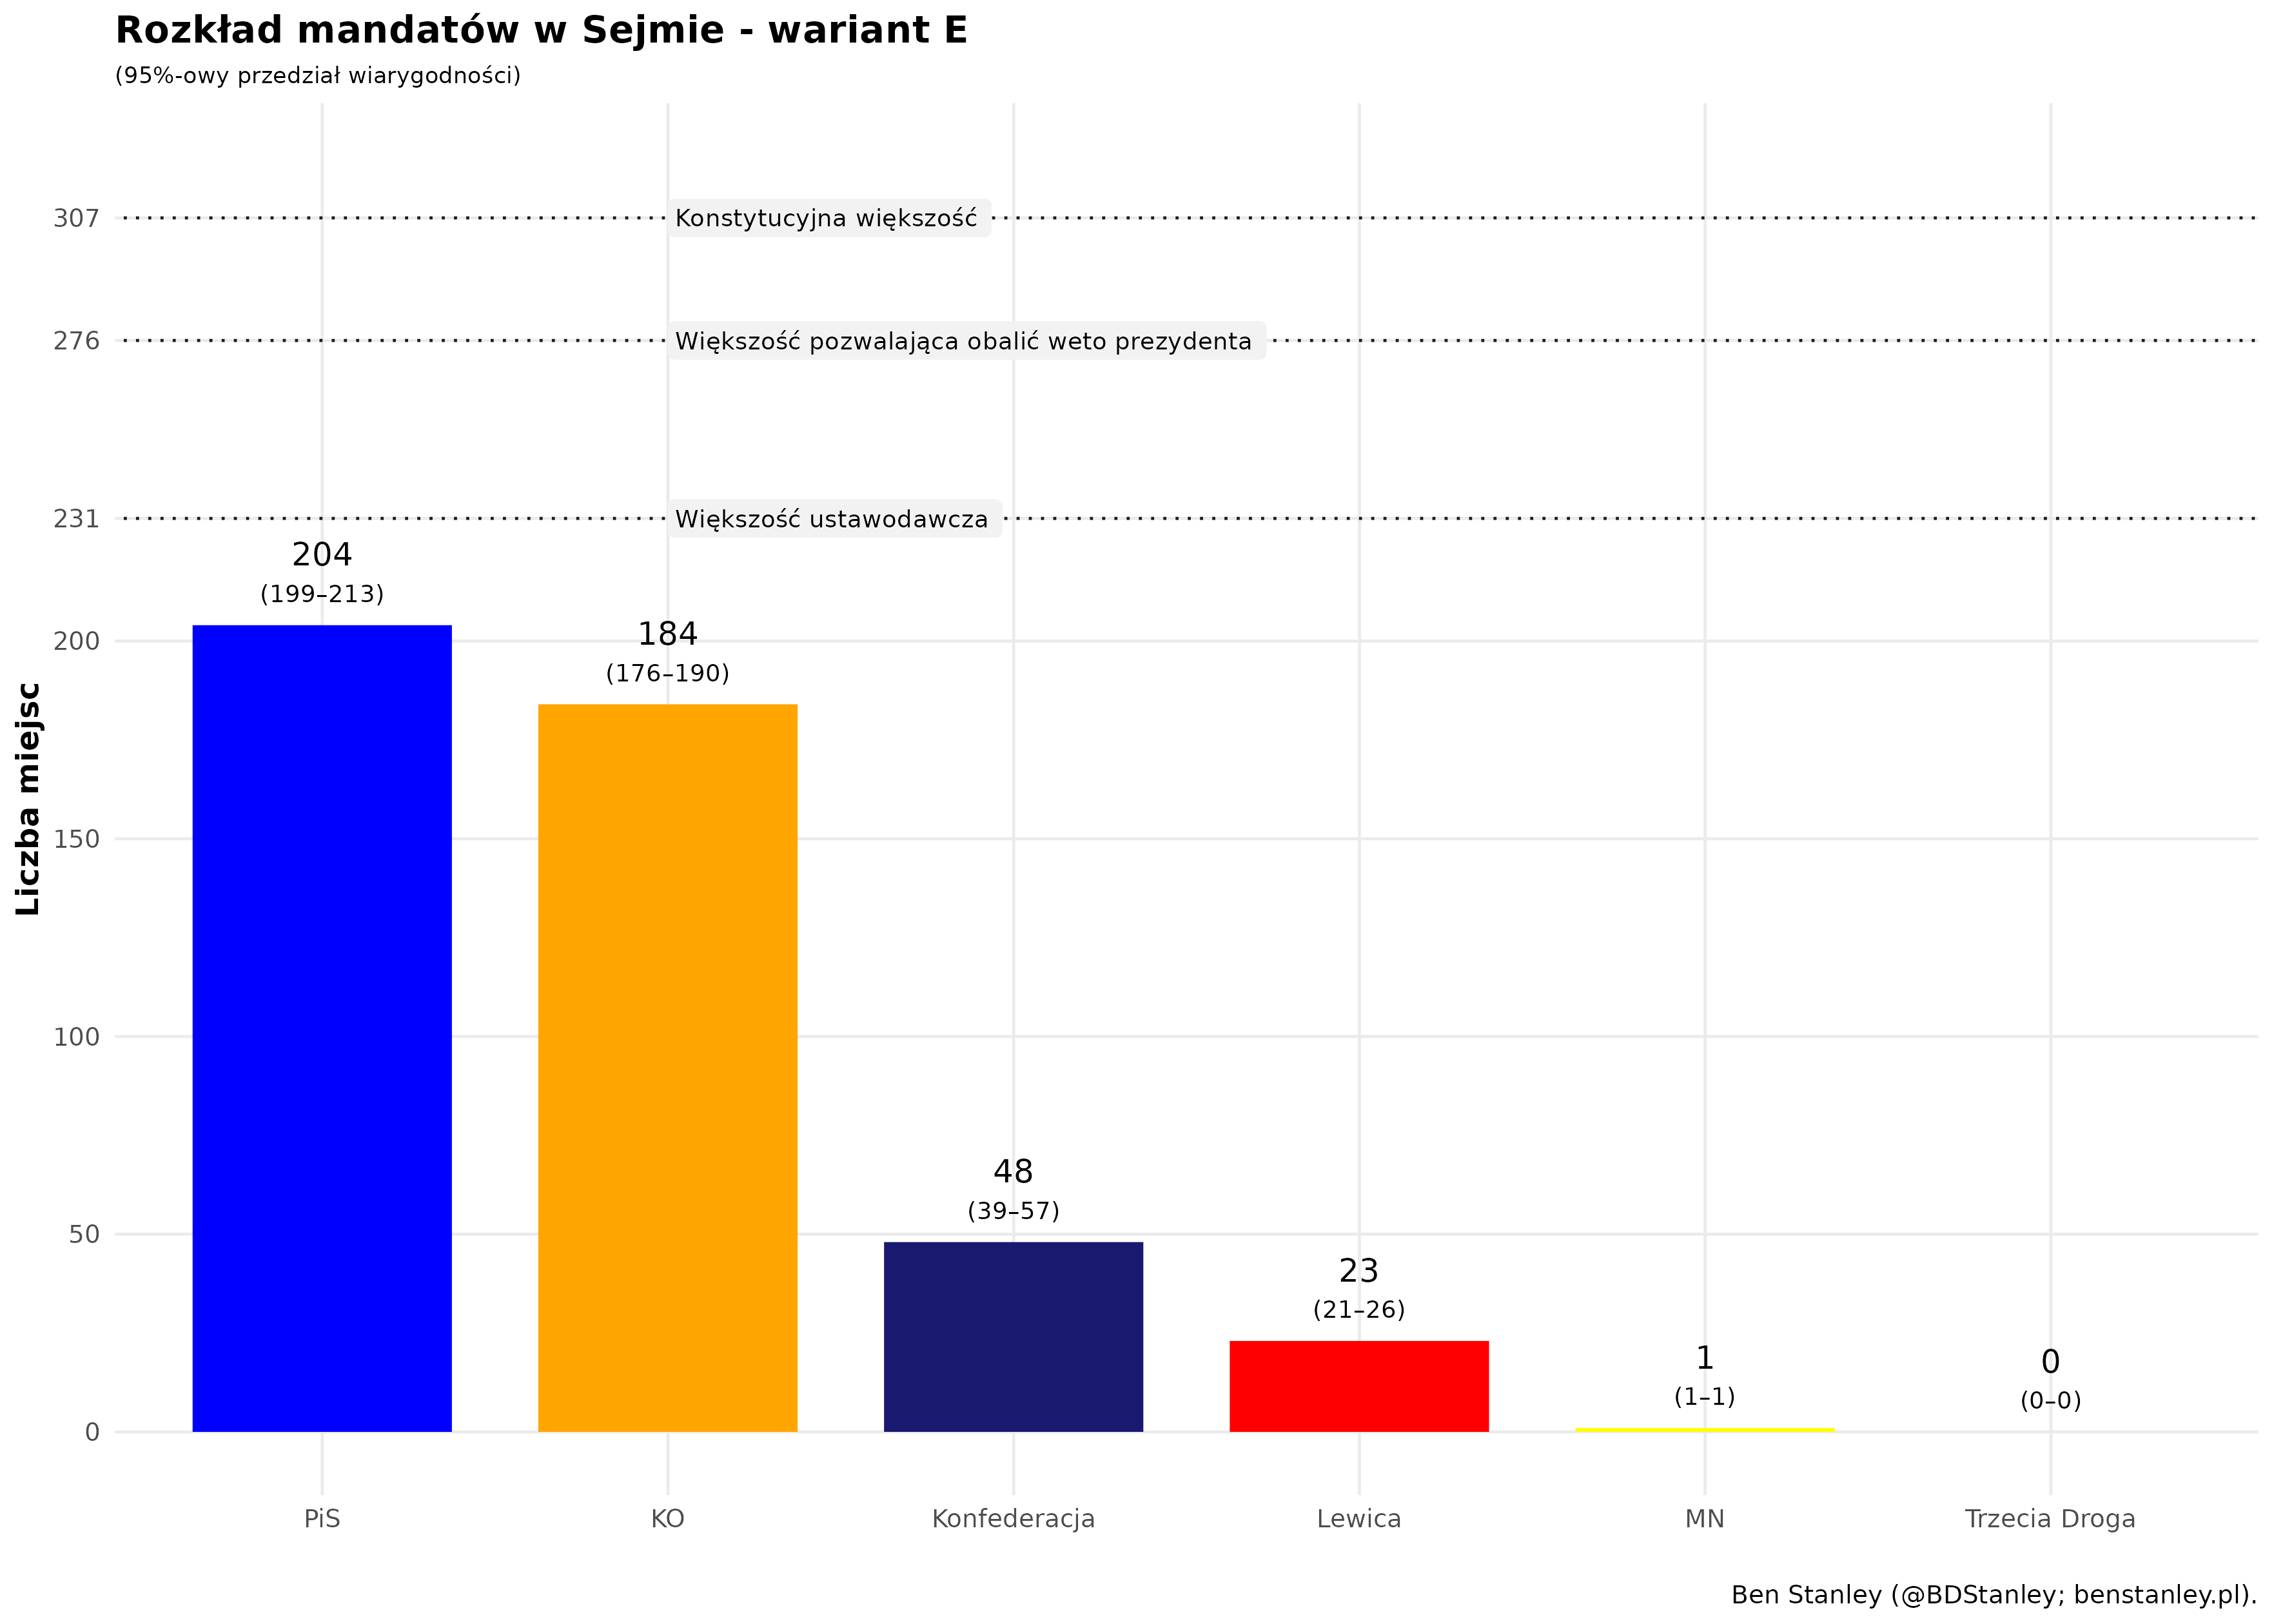 Rozkład mandatów w Sejmie - wariant E
(95%-owy przedział wiarygodności)
Liczba miejsc
307
Konstytucyjna większość
276
Większość pozwalająca obalić weto prezydenta
231
Większość ustawodawcza
204
(199–213)
200
184
(176–190)
150
100
48
(39–57)
50
23
(21–26)
1
(1–1)
0
(0–0)
0
PiS
KO
Konfederacja
Lewica
MN
Trzecia Droga
Ben Stanley (@BDStanley; benstanley.pl).